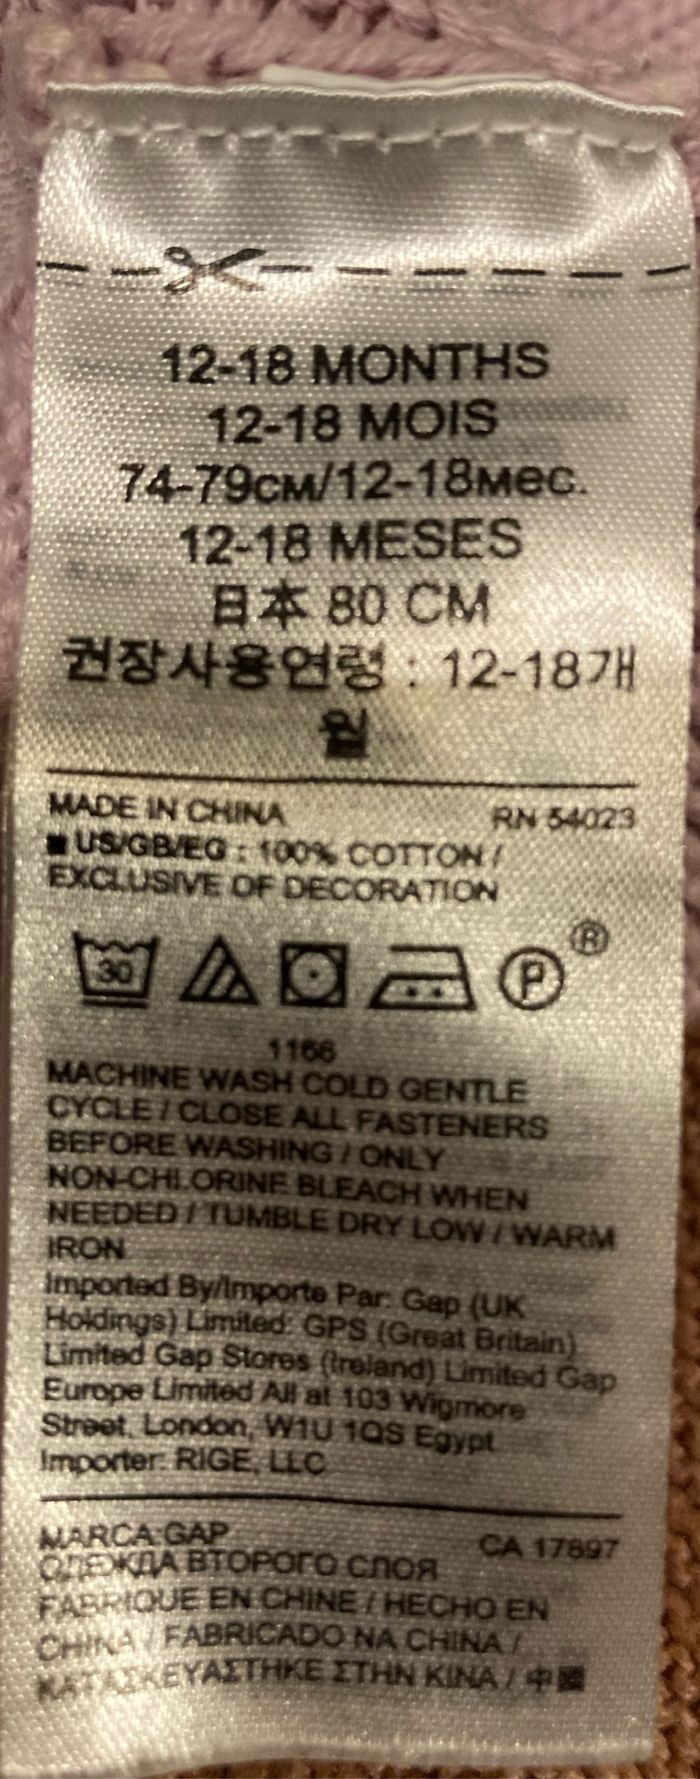 12-18 MONTHS
12-18 MOIS
74-79см/12-18мес.
12-18 MESES
日本 80 CM
권장사용연령 : 12-18개
월
MADE IN CHINA RN 54023
■ US/GB/EG : 100% COTTON /
EXCLUSIVE OF DECORATION
30
P ®
1166
MACHINE WASH COLD GENTLE
CYCLE / CLOSE ALL FASTENERS
BEFORE WASHING / ONLY
NON-CHLORINE BLEACH WHEN
NEEDED / TUMBLE DRY LOW / WARM
IRON
Imported By/Importe Par: Gap (UK
Holdings) Limited: GPS (Great Britain)
Limited Gap Stores (Ireland) Limited Gap
Europe Limited All at 103 Wigmore
Street, London, W1U 1QS Egypt
Importer: RIGE, LLC
MARCA:GAP CA 17897
ОДЕЖДА ВТОРОГО СЛОЯ
FABRIQUE EN CHINE / HECHO EN
CHINA / FABRICADO NA CHINA /
ΚΑΤΑΣΚΕΥΑΣΤΗΚΕ ΣΤΗΝ ΚΙΝΑ / 中國